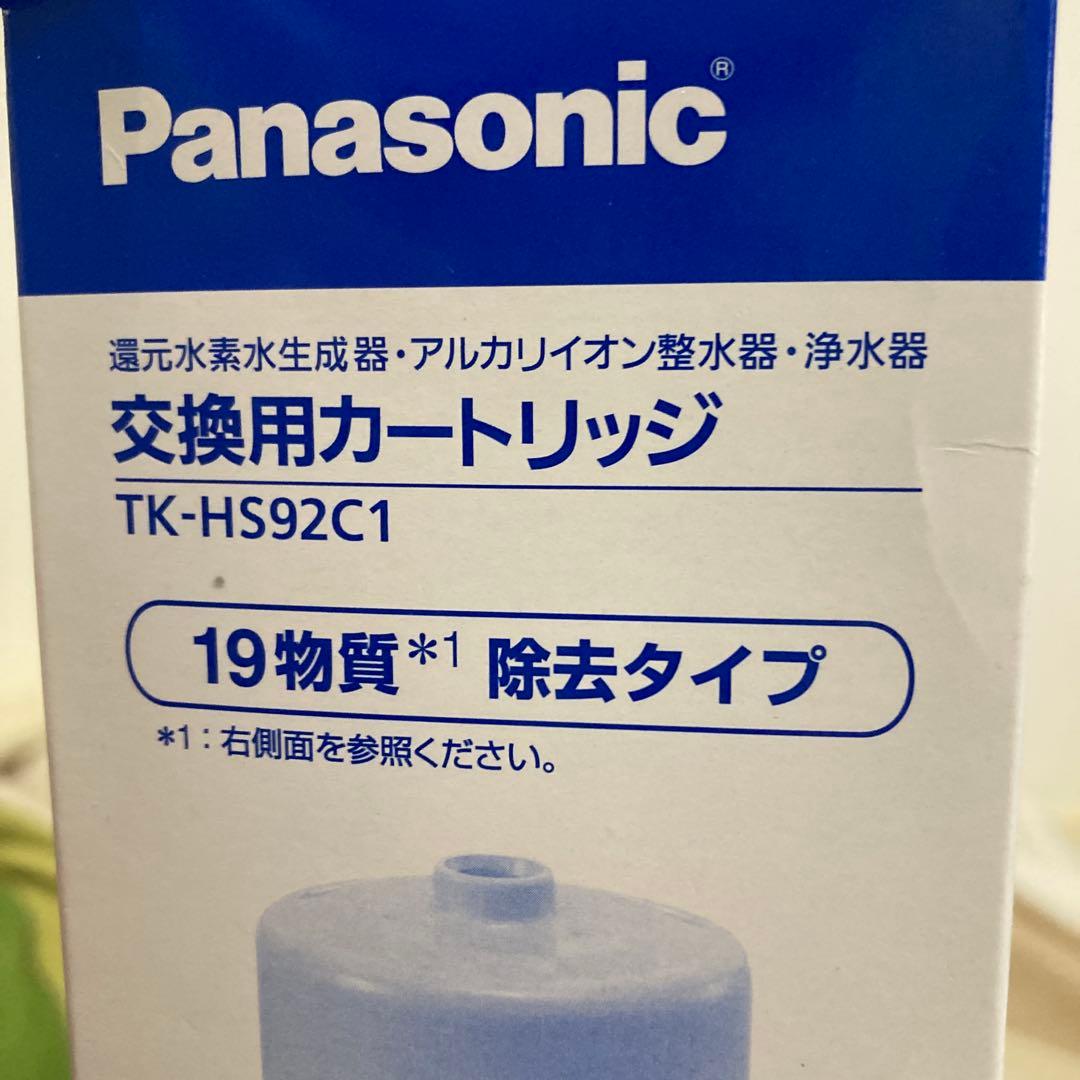 Panasonic®
還元水素水生成器・アルカリイオン整水器・浄水器
交換用カートリッジ
TK-HS92C1
19物質*1 除去タイプ
*1：右側面を参照ください。